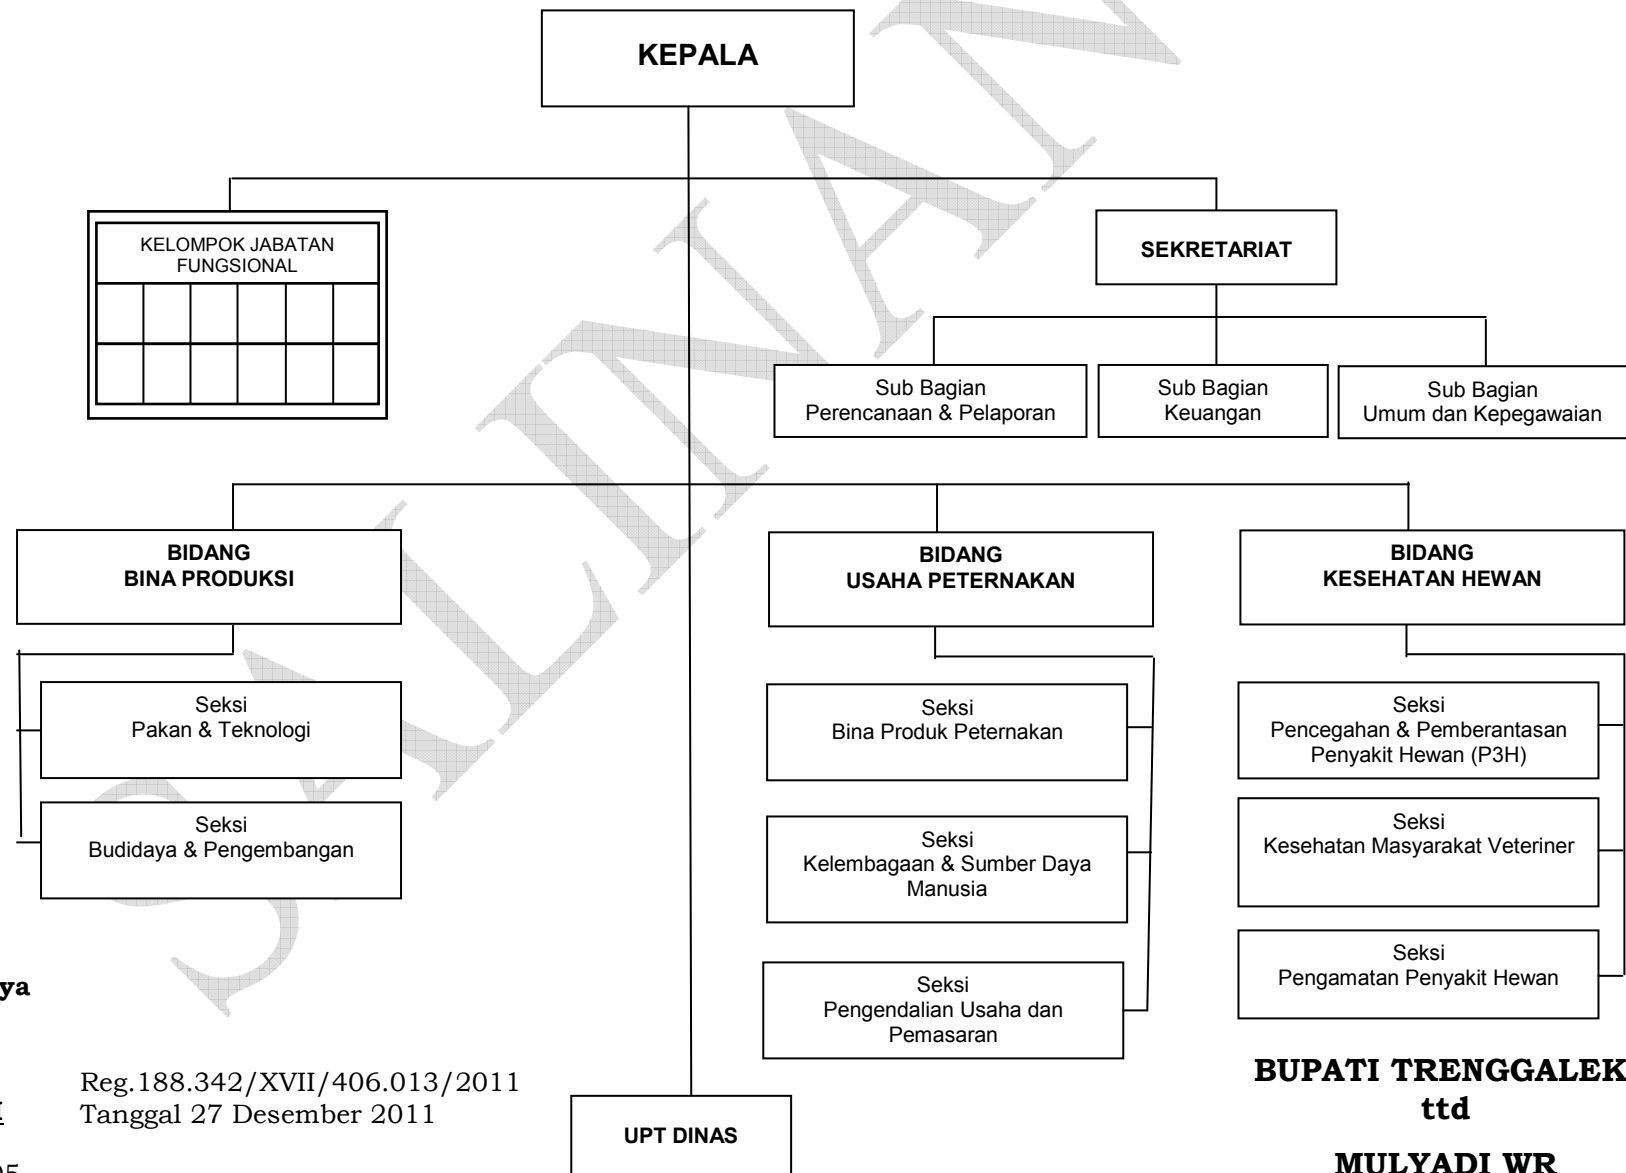 KEPALA
KELOMPOK JABATAN
FUNGSIONAL
SEKRETARIAT
Sub Bagian
Perencanaan & Pelaporan
Sub Bagian
Keuangan
Sub Bagian
Umum dan Kepegawaian
BIDANG
BINA PRODUKSI
BIDANG
USAHA PETERNAKAN
BIDANG
KESEHATAN HEWAN
Seksi
Pakan & Teknologi
Seksi
Budidaya & Pengembangan
Seksi
Bina Produk Peternakan
Seksi
Kelembagaan & Sumber Daya
Manusia
Seksi
Pengendalian Usaha dan
Pemasaran
Seksi
Pencegahan & Pemberantasan
Penyakit Hewan (P3H)
Seksi
Kesehatan Masyarakat Veteriner
Seksi
Pengamatan Penyakit Hewan
UPT DINAS
ya
Reg.188.342/XVII/406.013/2011
Tanggal 27 Desember 2011
BUPATI TRENGGALEK
ttd
MULYADI WR
SALINAN